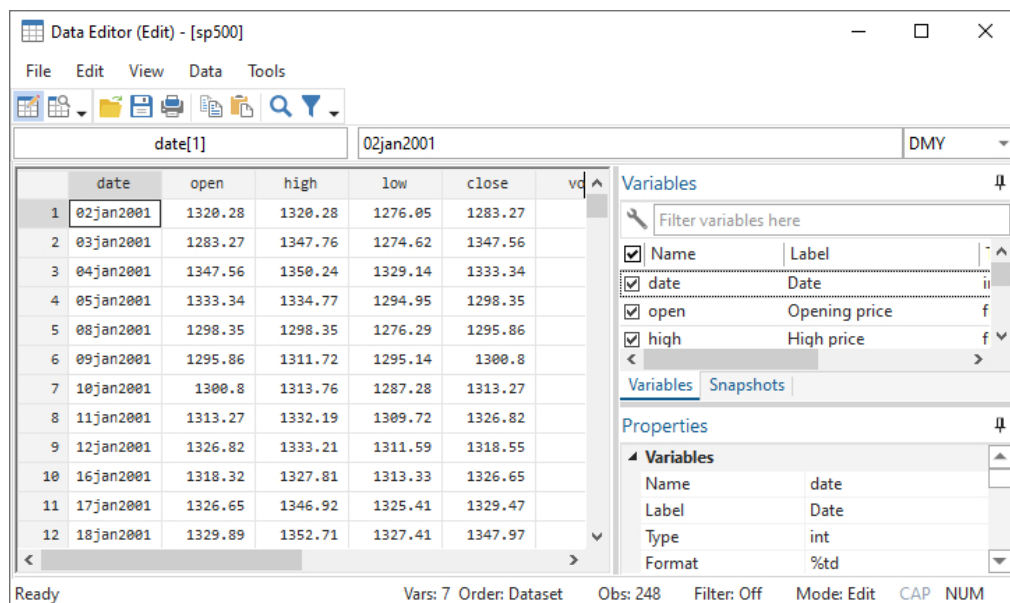 Data Editor (Edit) - [sp500]
File Edit View Data Tools
date[1] 02jan2001 DMY
date open high low close
1 02jan2001 1320.28 1320.28 1276.05 1283.27
2 03jan2001 1283.27 1347.76 1274.62 1347.56
3 04jan2001 1347.56 1350.24 1329.14 1333.34
4 05jan2001 1333.34 1334.77 1294.95 1298.35
5 08jan2001 1298.35 1298.35 1276.29 1295.86
6 09jan2001 1295.86 1311.72 1295.14 1300.8
7 10jan2001 1300.8 1313.76 1287.28 1313.27
8 11jan2001 1313.27 1332.19 1309.72 1326.82
9 12jan2001 1326.82 1333.21 1311.59 1318.55
10 16jan2001 1318.32 1327.81 1313.33 1326.65
11 17jan2001 1326.65 1346.92 1325.41 1329.47
12 18jan2001 1329.89 1352.71 1327.41 1347.97
Variables
Filter variables here
Name Label
date Date
open Opening price
high High price
Variables Snapshots
Properties
Variables
Name date
Label Date
Type int
Format %td
Ready Vars: 7 Order: Dataset Obs: 248 Filter: Off Mode: Edit CAP NUM